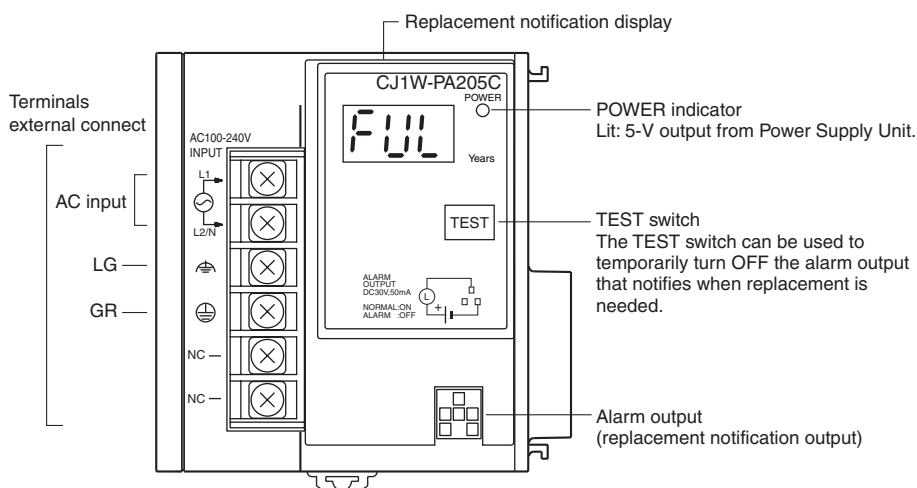 Replacement notification display
CJ1W-PA205C
POWER
FUL
Years
TEST
ALARM
OUTPUT
DC30V,50mA
L
+
NORMAL:ON
ALARM :OFF
Terminals
external connect
AC100-240V
INPUT
L1
AC input
L2/N
LG
GR
NC
NC
POWER indicator
Lit: 5-V output from Power Supply Unit.
TEST switch
The TEST switch can be used to
temporarily turn OFF the alarm output
that notifies when replacement is
needed.
Alarm output
(replacement notification output)